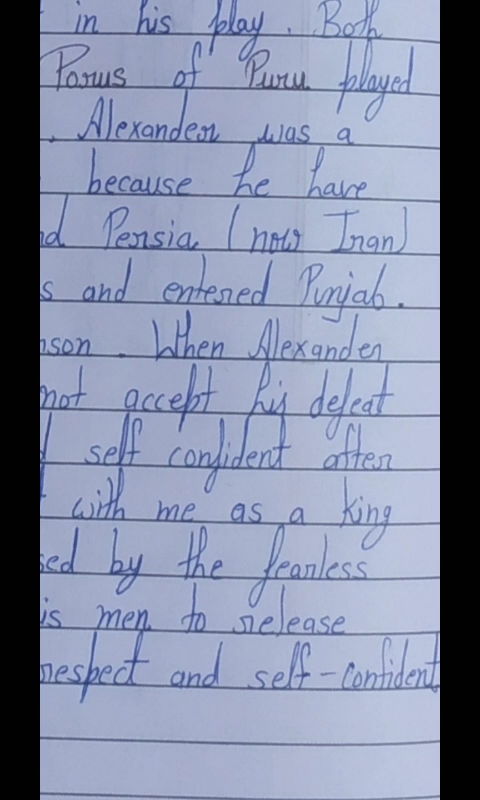 in his play. Both
Porus of Puru played
. Alexander was a
because he have
nd Persia (now Iran)
s and entered Punjab.
son. When Alexander
not accept his defeat
self confident after
with me as a king
sed by the fearless
is men to release
respect and self-confident